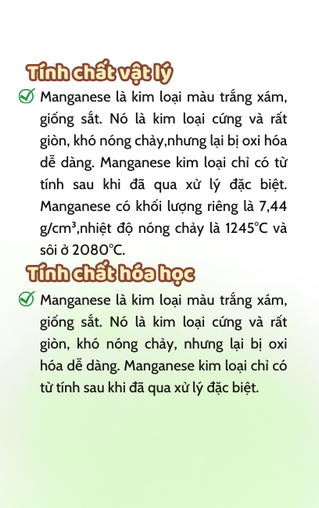 Tính chất vật lý
Manganese là kim loại màu trắng xám,
giống sắt. Nó là kim loại cứng và rất
giòn, khó nóng chảy,nhưng lại bị oxi hóa
dễ dàng. Manganese kim loại chỉ có từ
tính sau khi đã qua xử lý đặc biệt.
Manganese có khối lượng riêng là 7,44
g/cm³,nhiệt độ nóng chảy là 1245°C và
sôi ở 2080°C.
Tính chất hóa học
Manganese là kim loại màu trắng xám,
giống sắt. Nó là kim loại cứng và rất
giòn, khó nóng chảy, nhưng lại bị oxi
hóa dễ dàng. Manganese kim loại chỉ có
từ tính sau khi đã qua xử lý đặc biệt.